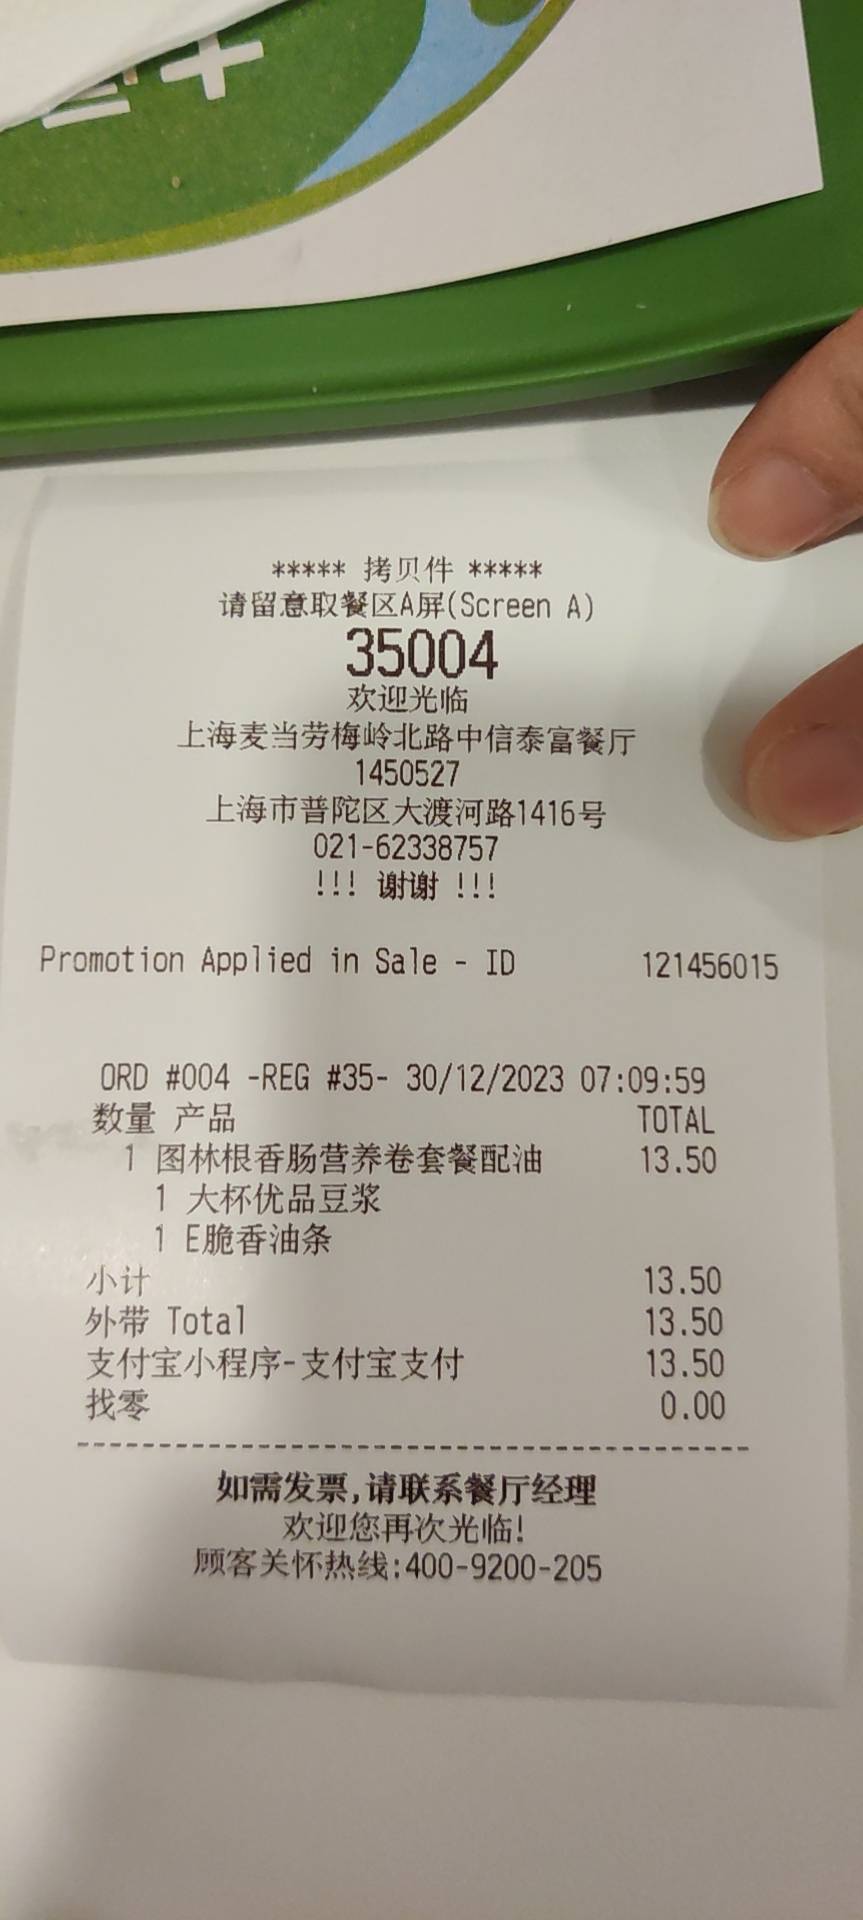 ***** 拷贝件 *****
请留意取餐区A屏(Screen A)
35004
欢迎光临
上海麦当劳梅岭北路中信泰富餐厅
1450527
上海市普陀区大渡河路1416号
021-62338757
!!! 谢谢 !!!
Promotion Applied in Sale - ID 121456015
ORD #004 -REG #35- 30/12/2023 07:09:59
数量 产品 TOTAL
1 图林根香肠营养卷套餐配油 13.50
1 大杯优品豆浆
1 E脆香油条
小计 13.50
外带 Total 13.50
支付宝小程序-支付宝支付 13.50
找零 0.00
如需发票,请联系餐厅经理
欢迎您再次光临!
顾客关怀热线:400-9200-205